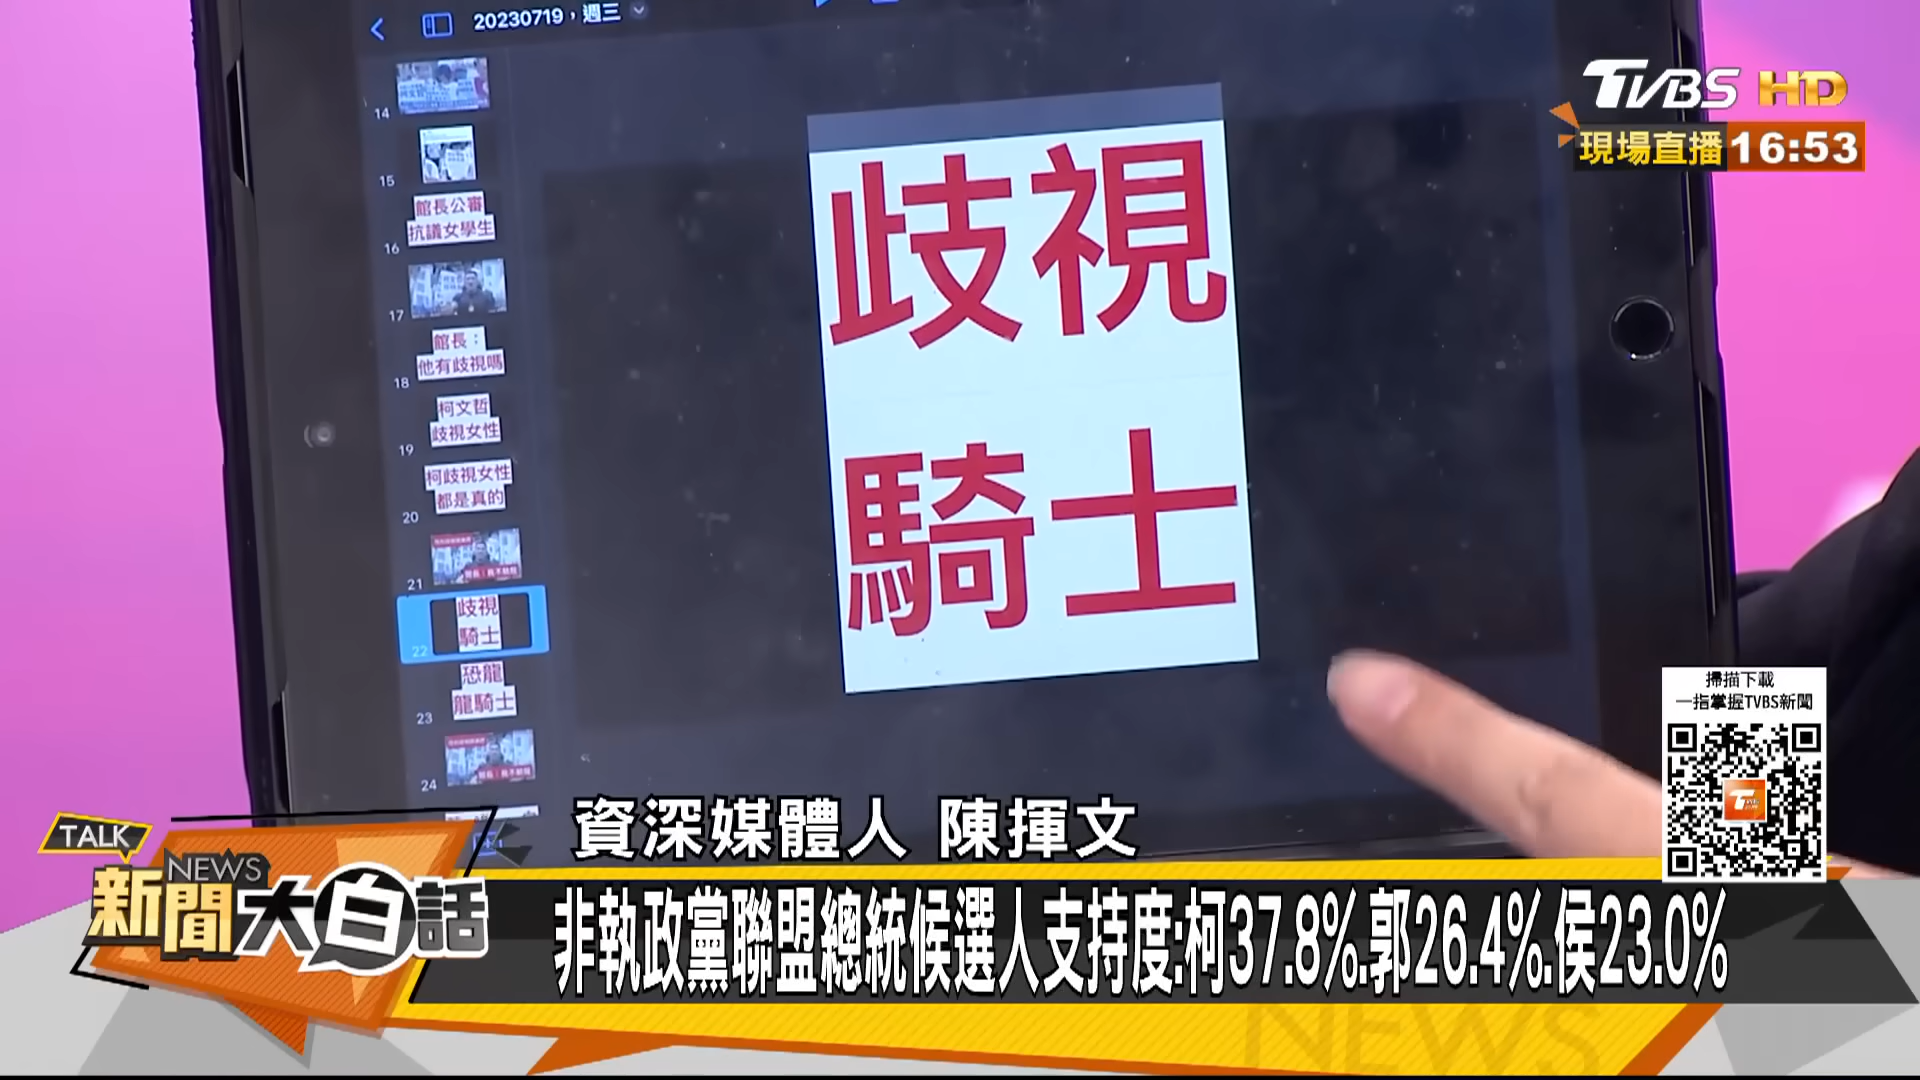 20230719，週三
TVBS HD
現場直播 16:53
歧視
騎士
14
15
館長公審
抗議女學生
16
17
館長：
他有歧視嗎
18
柯文哲
歧視女性
19
柯歧視女性
都是真的
20
21
歧視
騎士
22
恐龍
龍騎士
23
24
掃描下載
一指掌握TVBS新聞
資深媒體人 陳揮文
TALK
NEWS
新聞大白話
非執政黨聯盟總統候選人支持度:柯37.8%.郭26.4%.侯23.0%
NEWS